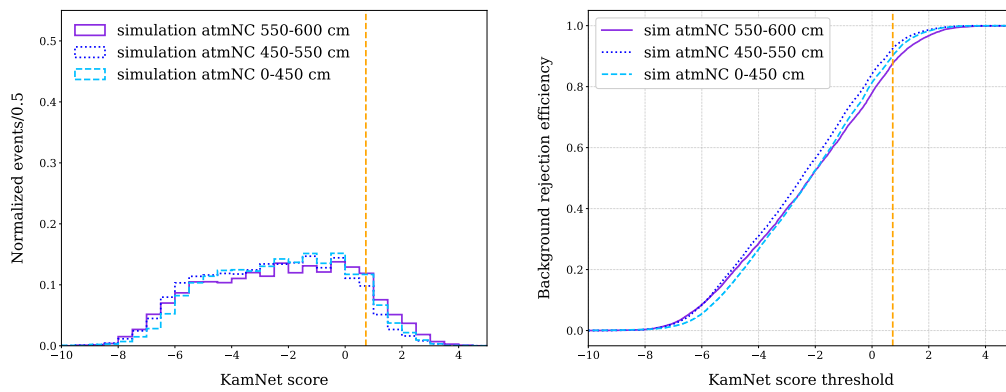 simulation atmNC 550-600 cm
simulation atmNC 450-550 cm
simulation atmNC 0-450 cm
Normalized events/0.5
0.5
0.4
0.3
0.2
0.1
0.0
−10
−8
−6
−4
−2
0
2
4
KamNet score
sim atmNC 550-600 cm
sim atmNC 450-550 cm
sim atmNC 0-450 cm
Background rejection efficiency
1.0
0.8
0.6
0.4
0.2
0.0
−10
−8
−6
−4
−2
0
2
4
KamNet score threshold